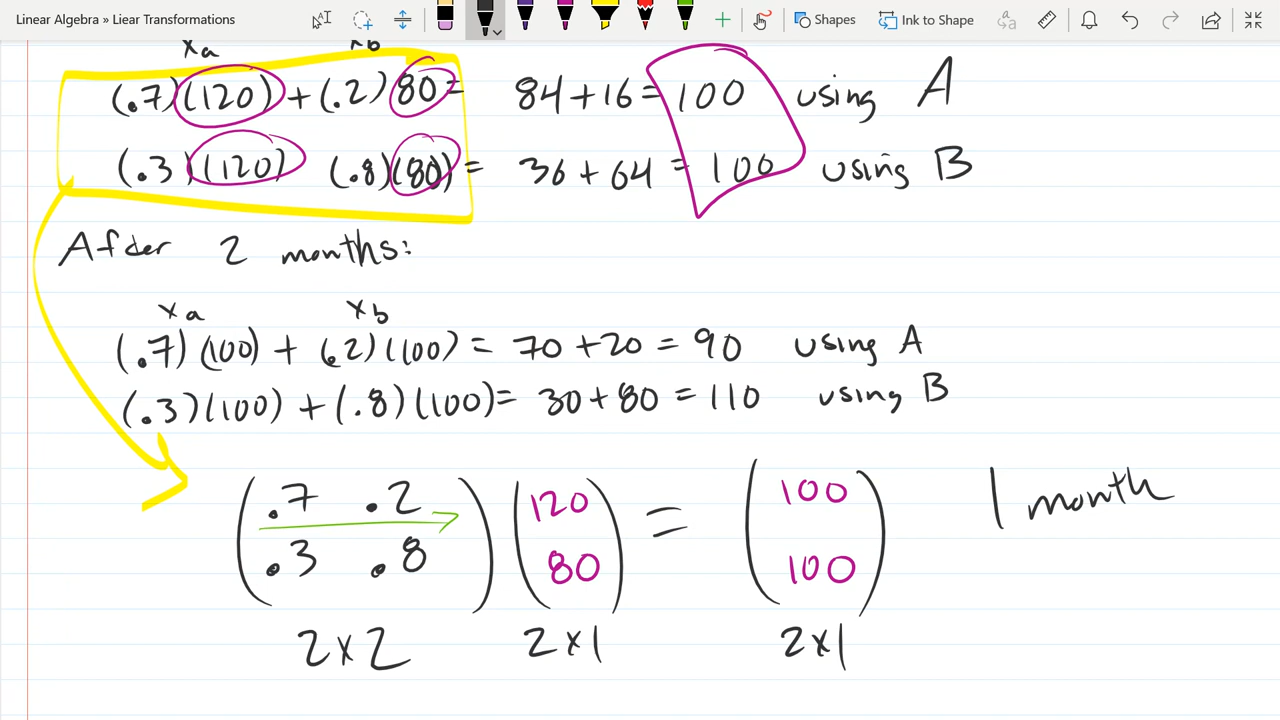 Linear Algebra » Liear Transformations
Shapes
Ink to Shape
xa xb
(.7)(120) + (.2)80 = 84+16 = 100 using A
(.3)(120) (.8)(80) = 36+64 = 100 using B
After 2 months:
xa xb
(.7)(100) + (.2)(100) = 70+20 = 90 using A
(.3)(100) + (.8)(100) = 30+80 = 110 using B
.7 .2 120 = 100 1 month
.3 .8 80 100
2x2 2x1 2x1